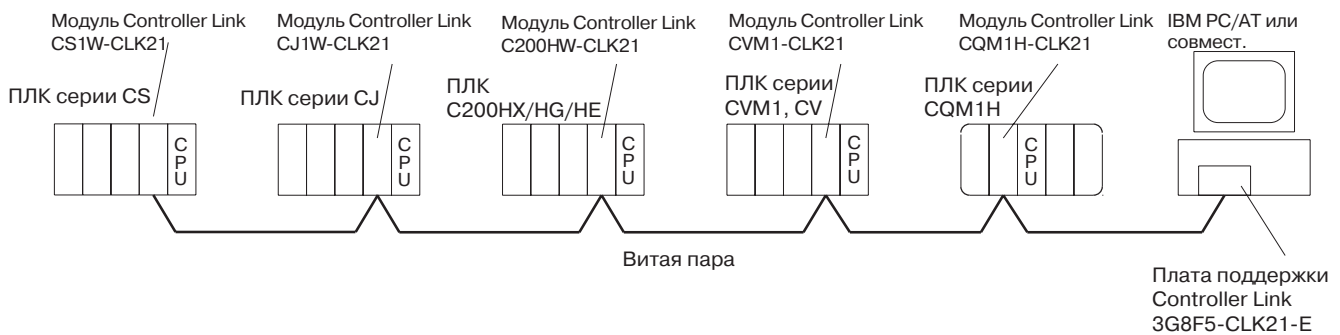 Модуль Controller Link
CS1W-CLK21
ПЛК серии CS
C
P
U
Модуль Controller Link
CJ1W-CLK21
ПЛК серии CJ
C
P
U
Модуль Controller Link
C200HW-CLK21
ПЛК
C200HX/HG/HE
C
P
U
Модуль Controller Link
CVM1-CLK21
ПЛК серии
CVM1, CV
C
P
U
Модуль Controller Link
CQM1H-CLK21
ПЛК серии
CQM1H
C
P
U
IBM PC/AT или
совмест.
Витая пара
Плата поддержки
Controller Link
3G8F5-CLK21-E